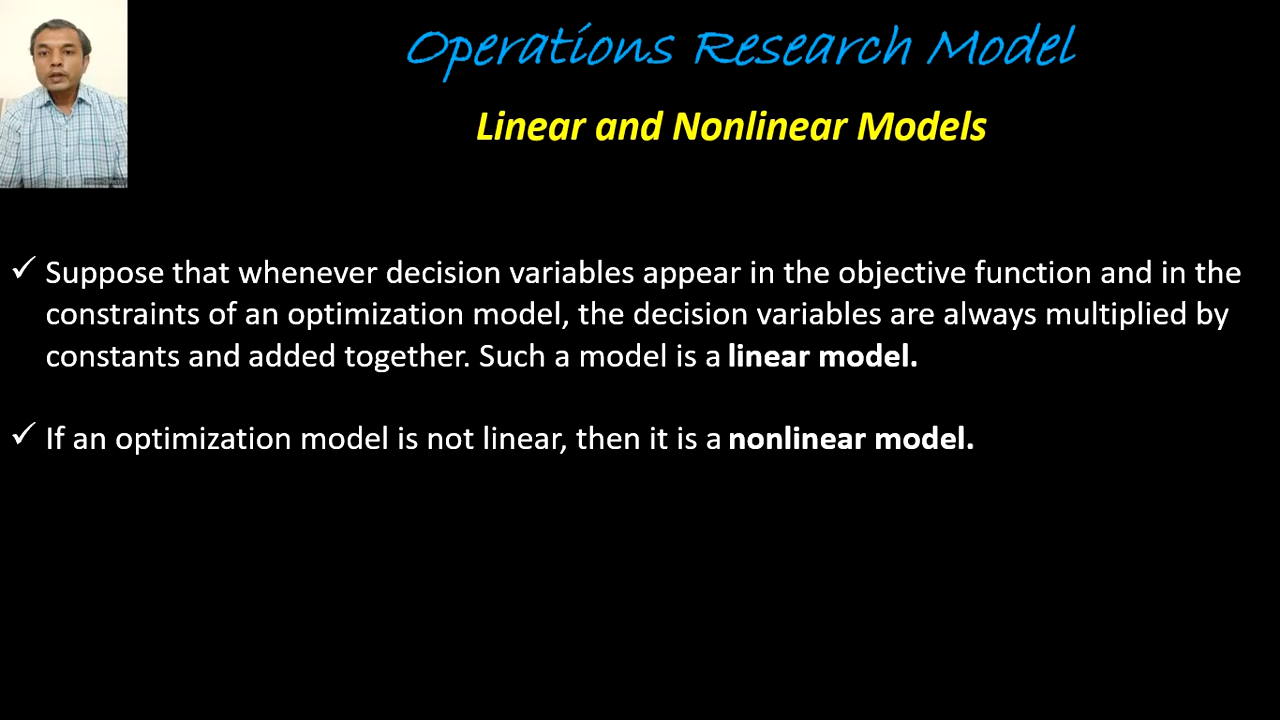 Operations Research Model
Linear and Nonlinear Models
✓ Suppose that whenever decision variables appear in the objective function and in the
constraints of an optimization model, the decision variables are always multiplied by
constants and added together. Such a model is a linear model.
✓ If an optimization model is not linear, then it is a nonlinear model.